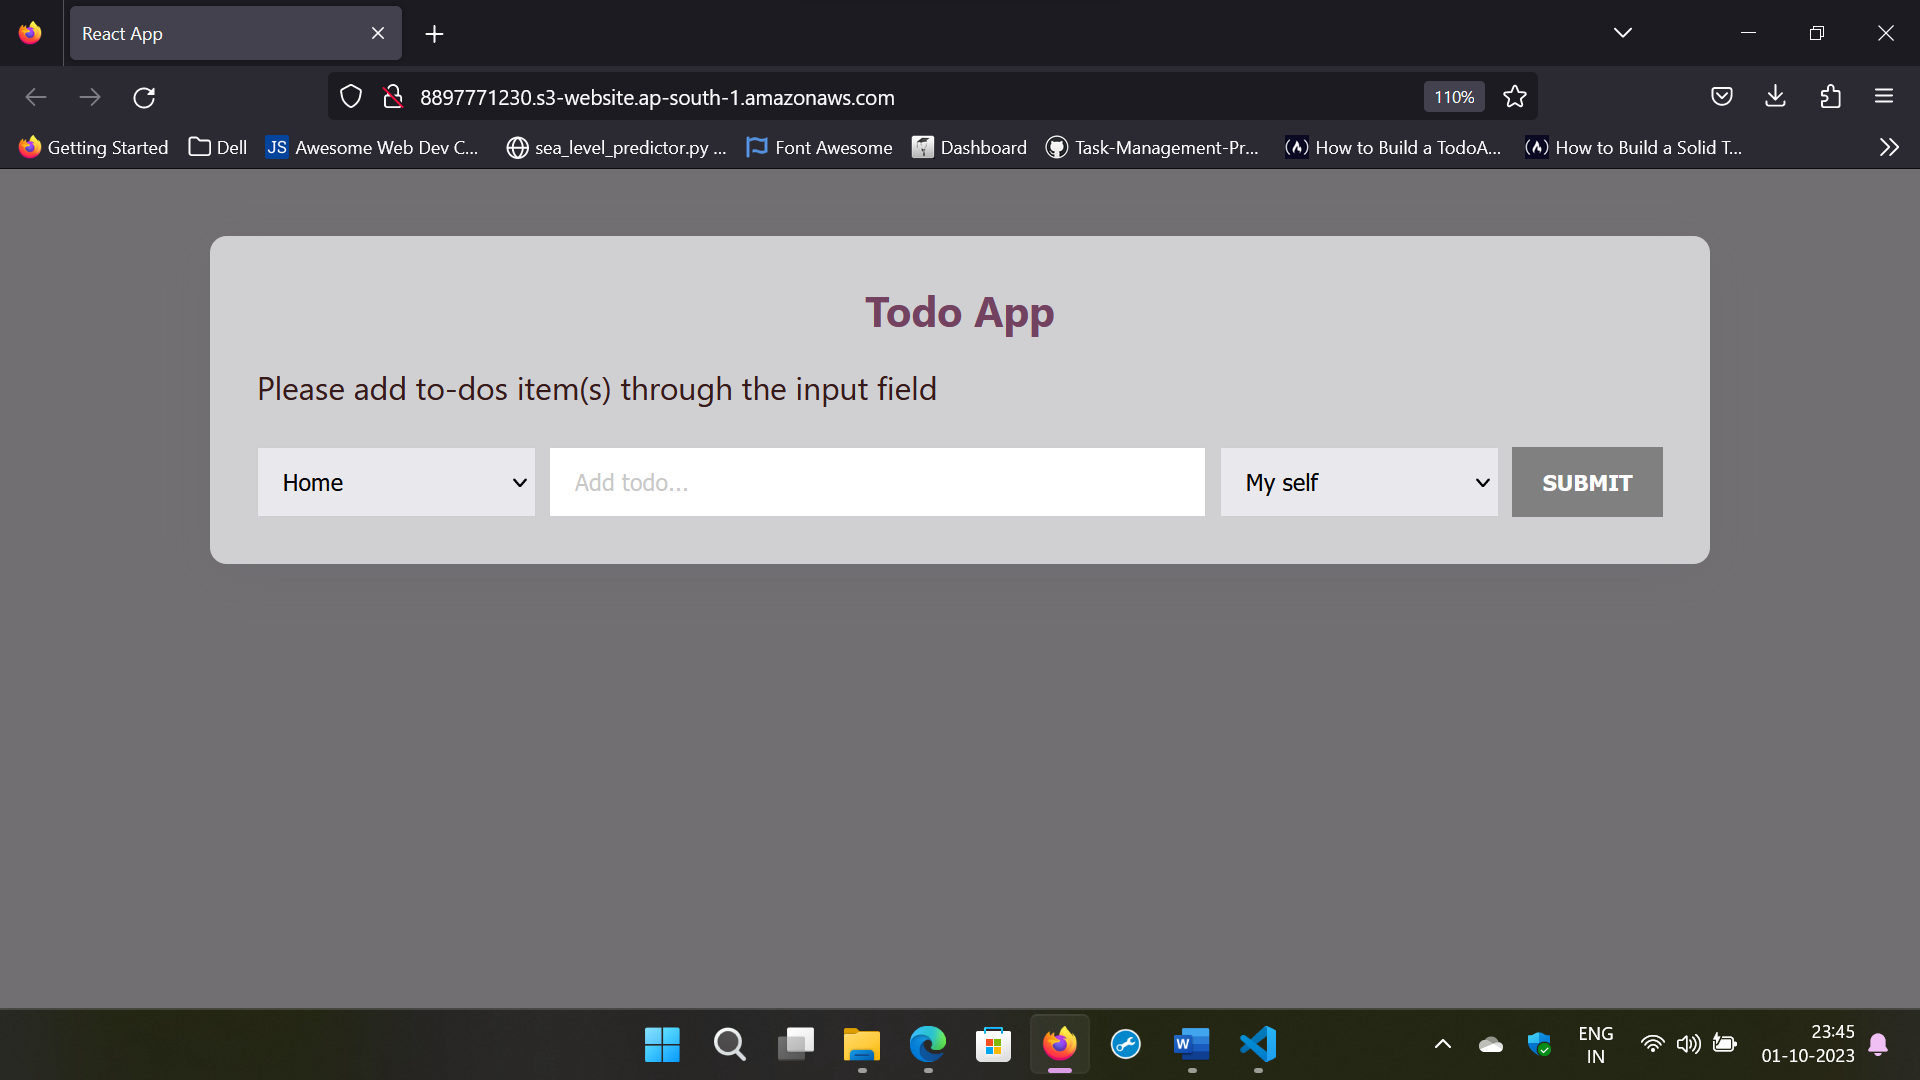 React App
8897771230.s3-website.ap-south-1.amazonaws.com 110%
Getting Started Dell JS Awesome Web Dev C... sea_level_predictor.py ... Font Awesome Dashboard Task-Management-Pr... How to Build a TodoA... How to Build a Solid T...
Todo App
Please add to-dos item(s) through the input field
Home Add todo... My self SUBMIT
W
ENG
IN
23:45
01-10-2023